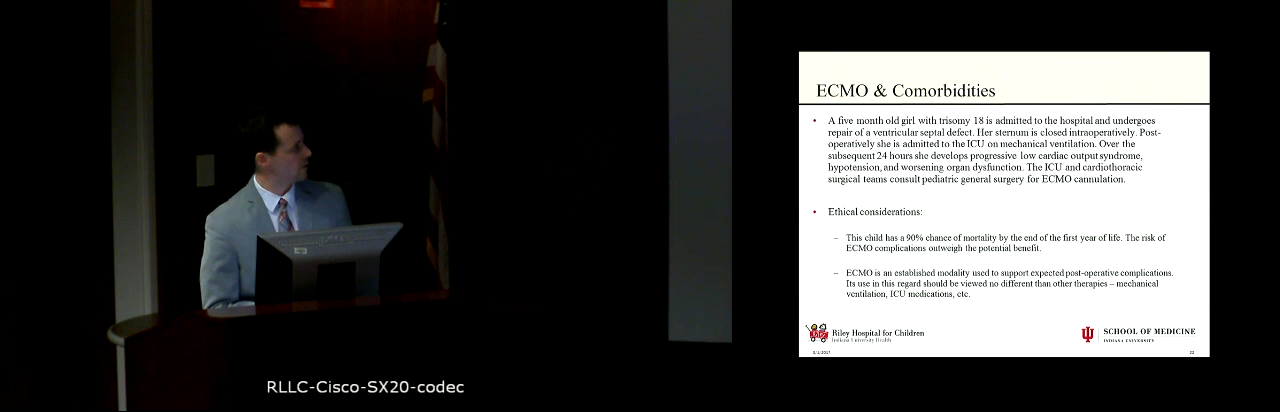 ECMO & Comorbidities
• A five month old girl with trisomy 18 is admitted to the hospital and undergoes
repair of a ventricular septal defect. Her sternum is closed intraoperatively. Post-
operatively she is admitted to the ICU on mechanical ventilation. Over the
subsequent 24 hours she develops progressive low cardiac output syndrome,
hypotension, and worsening organ dysfunction. The ICU and cardiothoracic
surgical teams consult pediatric general surgery for ECMO cannulation.
• Ethical considerations:
– This child has a 90% chance of mortality by the end of the first year of life. The risk of
ECMO complications outweigh the potential benefit.
– ECMO is an established modality used to support expected post-operative complications.
Its use in this regard should be viewed no different than other therapies – mechanical
ventilation, ICU medications, etc.
Riley Hospital for Children
Indiana University Health
SCHOOL OF MEDICINE
INDIANA UNIVERSITY
22
RLLC-Cisco-SX20-codec